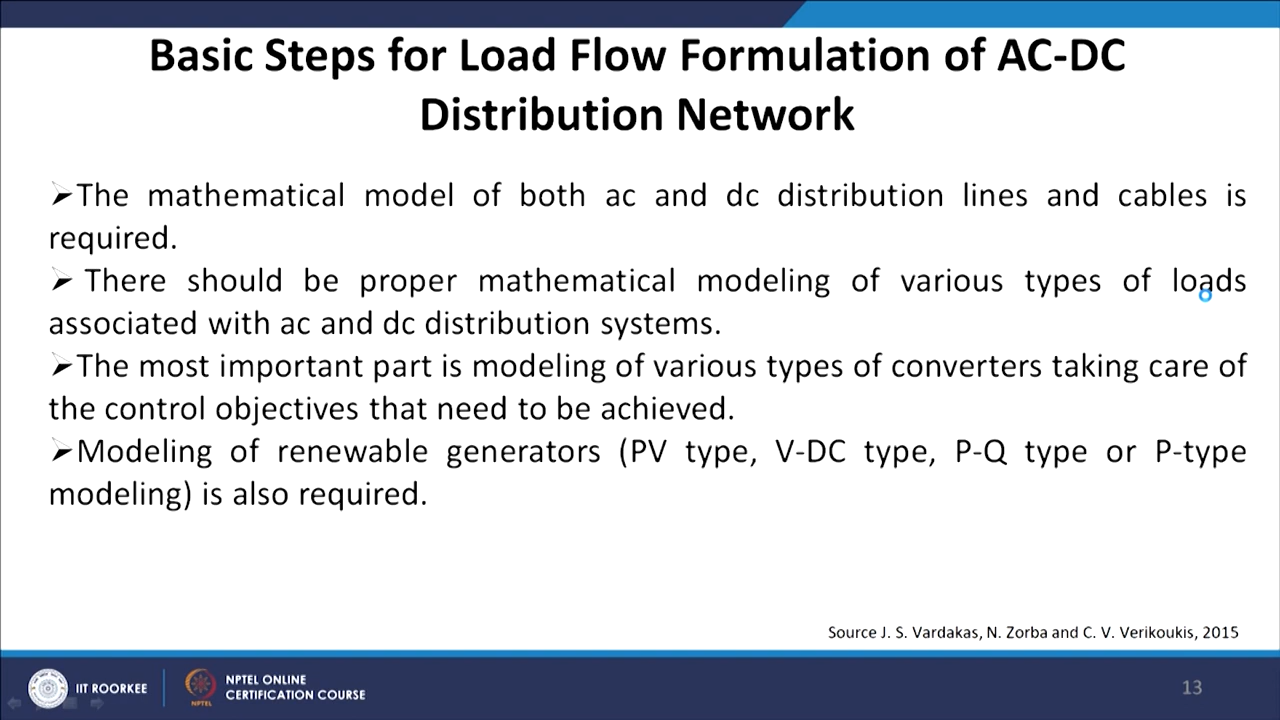 Basic Steps for Load Flow Formulation of AC-DC
Distribution Network
➢The mathematical model of both ac and dc distribution lines and cables is
required.
➢ There should be proper mathematical modeling of various types of loads
associated with ac and dc distribution systems.
➢The most important part is modeling of various types of converters taking care of
the control objectives that need to be achieved.
➢Modeling of renewable generators (PV type, V-DC type, P-Q type or P-type
modeling) is also required.
Source J. S. Vardakas, N. Zorba and C. V. Verikoukis, 2015
IIT ROORKEE
NPTEL
NPTEL ONLINE
CERTIFICATION COURSE
13